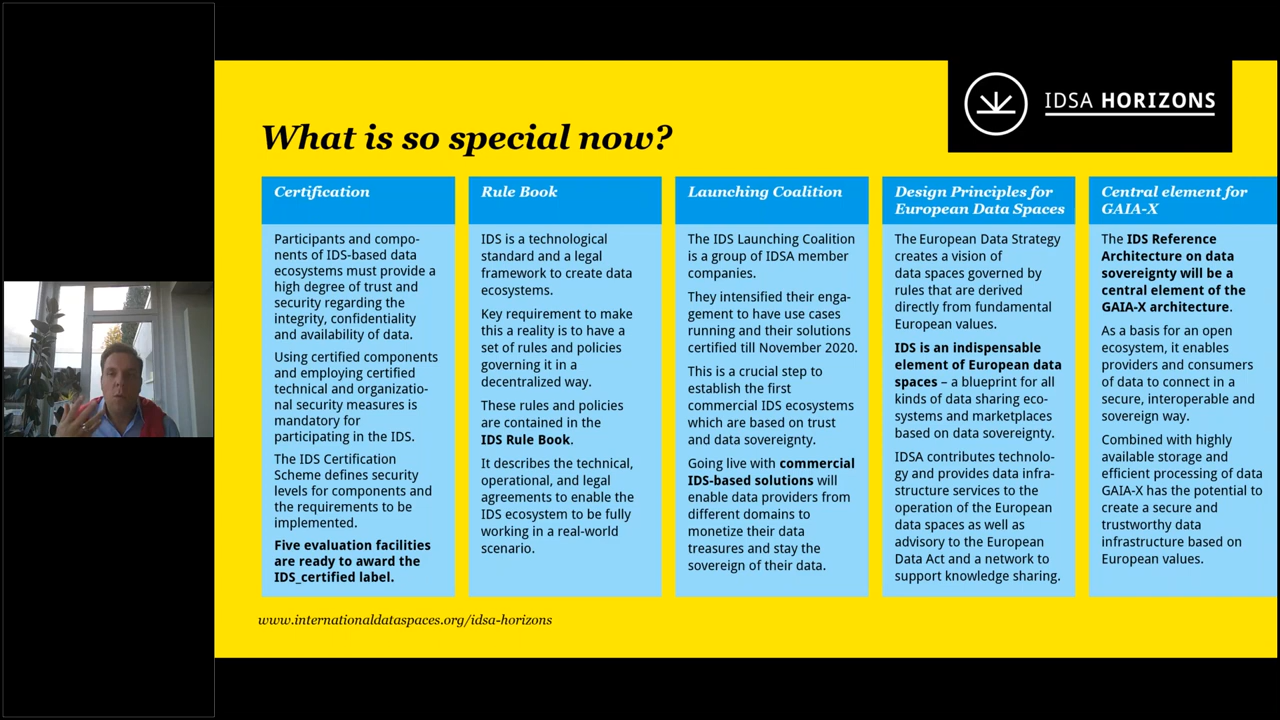 IDSA HORIZONS
What is so special now?
Certification
Participants and compo-
nents of IDS-based data
ecosystems must provide a
high degree of trust and
security regarding the
integrity, confidentiality
and availability of data.
Using certified components
and employing certified
technical and organizatio-
nal security measures is
mandatory for
participating in the IDS.
The IDS Certification
Scheme defines security
levels for components and
the requirements to be
implemented.
Five evaluation facilities
are ready to award the
IDS_certified label.
Rule Book
IDS is a technological
standard and a legal
framework to create data
ecosystems.
Key requirement to make
this a reality is to have a
set of rules and policies
governing it in a
decentralized way.
These rules and policies
are contained in the
IDS Rule Book.
It describes the technical,
operational, and legal
agreements to enable the
IDS ecosystem to be fully
working in a real-world
scenario.
Launching Coalition
The IDS Launching Coalition
is a group of IDSA member
companies.
They intensified their enga-
gement to have use cases
running and their solutions
certified till November 2020.
This is a crucial step to
establish the first
commercial IDS ecosystems
which are based on trust
and data sovereignty.
Going live with commercial
IDS-based solutions will
enable data providers from
different domains to
monetize their data
treasures and stay the
sovereign of their data.
Design Principles for
European Data Spaces
The European Data Strategy
creates a vision of
data spaces governed by
rules that are derived
directly from fundamental
European values.
IDS is an indispensable
element of European data
spaces – a blueprint for all
kinds of data sharing eco-
systems and marketplaces
based on data sovereignty.
IDSA contributes technolo-
gy and provides data infra-
structure services to the
operation of the European
data spaces as well as
advisory to the European
Data Act and a network to
support knowledge sharing.
Central element for
GAIA-X
The IDS Reference
Architecture on data
sovereignty will be a
central element of the
GAIA-X architecture.
As a basis for an open
ecosystem, it enables
providers and consumers
of data to connect in a
secure, interoperable and
sovereign way.
Combined with highly
available storage and
efficient processing of data
GAIA-X has the potential to
create a secure and
trustworthy data
infrastructure based on
European values.
www.internationaldataspaces.org/idsa-horizons